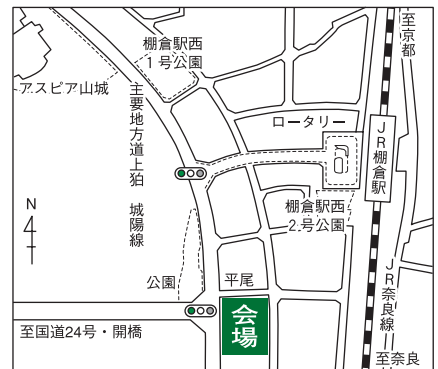 至京都
棚倉駅西
1号公園
アスピア山城
主要地方道上狛 城陽線
ロータリー
JR棚倉駅
棚倉駅西
2号公園
N
公園
平尾
会場
JR奈良線
至国道24号・開橋
至奈良